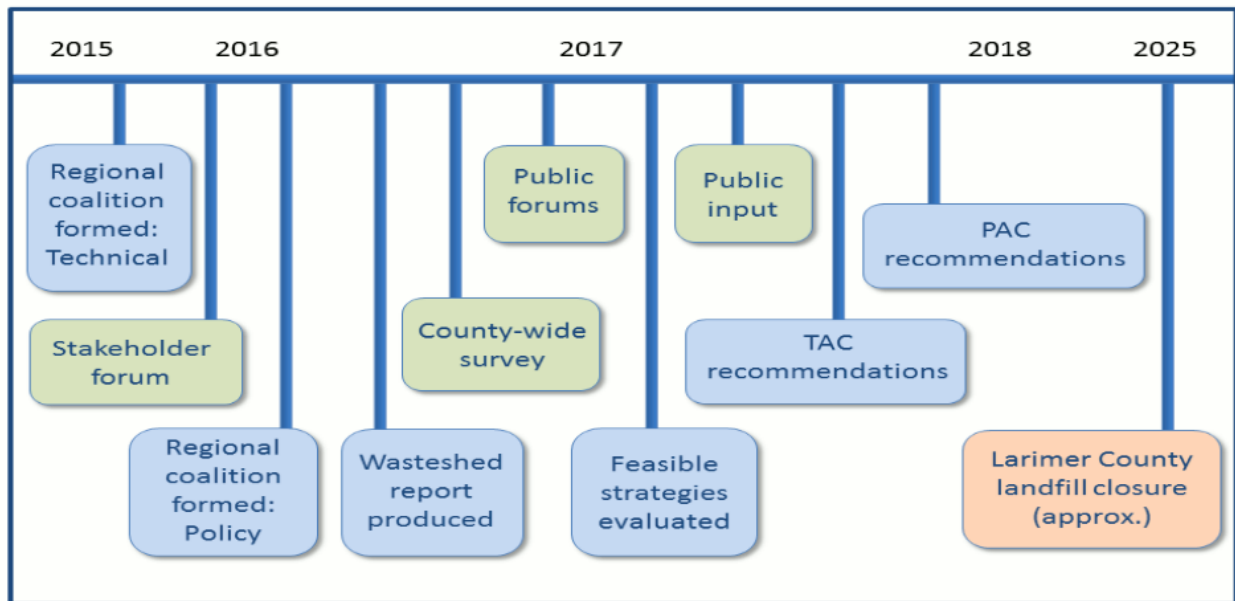 2015
2016
2017
2018
2025
Regional
coalition
formed:
Technical
Stakeholder
forum
Regional
coalition
formed:
Policy
Wasteshed
report
produced
County-wide
survey
Public
forums
Feasible
strategies
evaluated
Public
input
TAC
recommendations
PAC
recommendations
Larimer County
landfill closure
(approx.)